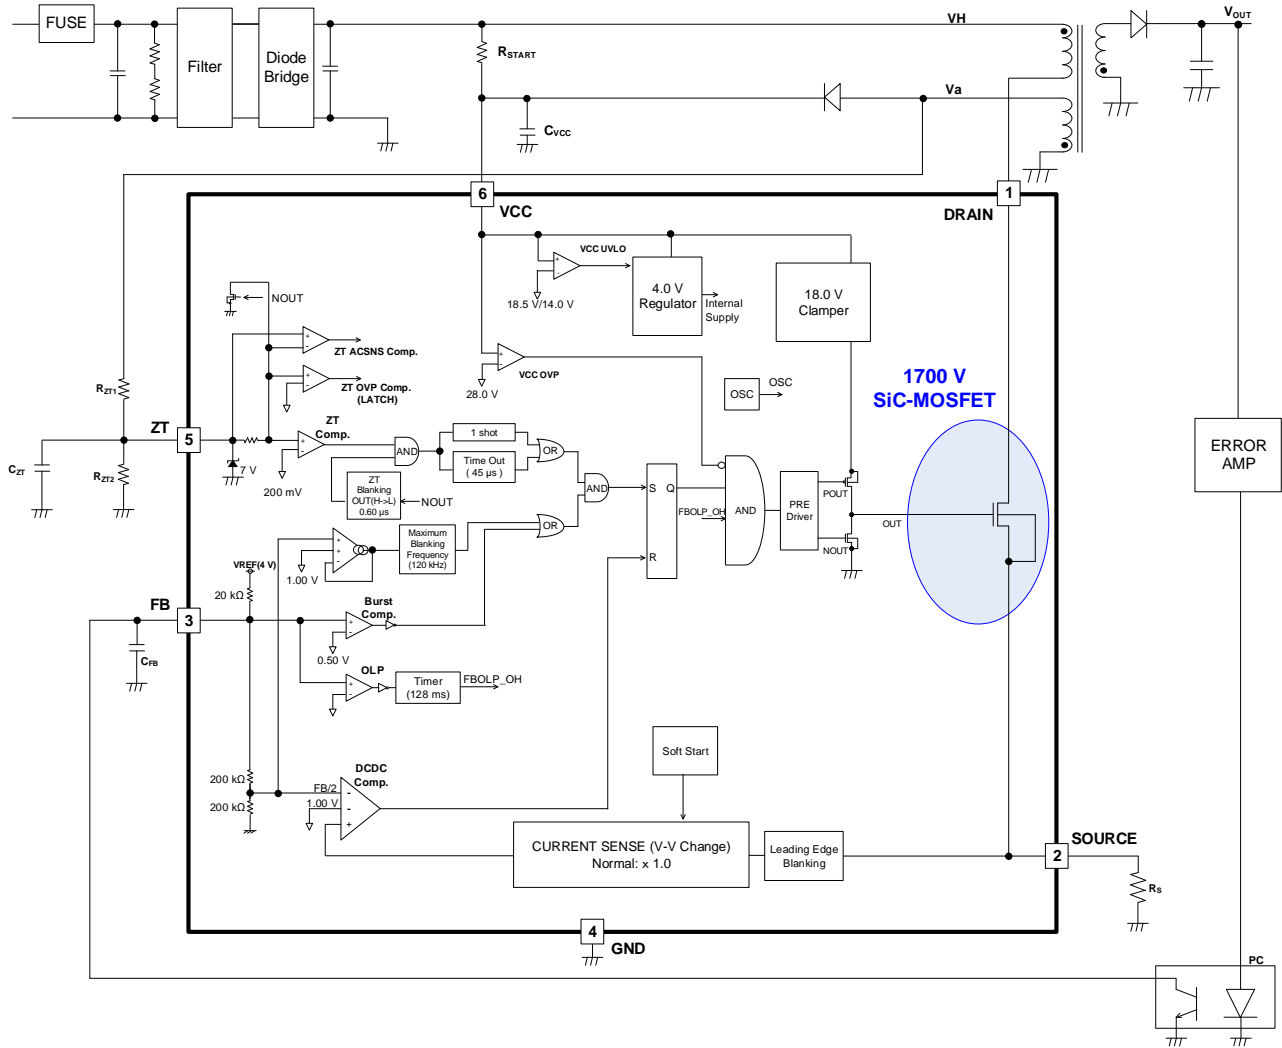 FUSE
Filter
Diode
Bridge
RSTART
VH
VOUT
CVCC
Va
6
VCC
1
DRAIN
VCC UVLO
18.5 V/14.0 V
4.0 V
Regulator
Internal
Supply
18.0 V
Clamper
NOUT
ZT ACSNS Comp.
ZT OVP Comp.
(LATCH)
VCC OVP
28.0 V
OSC
OSC
1700 V
SiC-MOSFET
RZT1
ZT
5
ZT
Comp.
CZT
RZT2
7 V
200 mV
AND
1 shot
Time Out
( 45 µs )
OR
ZT
Blanking
OUT(H->L)
0.60 µs
NOUT
AND
S
Q
R
FBOLP_OH
AND
PRE
Driver
POUT
NOUT
OUT
ERROR
AMP
1.00 V
Maximum
Blanking
Frequency
(120 kHz)
OR
VREF(4 V)
20 kΩ
FB
3
CFB
Burst
Comp.
0.50 V
OLP
Timer
(128 ms)
FBOLP_OH
Soft Start
200 kΩ
200 kΩ
FB/2
1.00 V
DCDC
Comp.
CURRENT SENSE (V-V Change)
Normal: x 1.0
Leading Edge
Blanking
SOURCE
2
RS
4
GND
PC